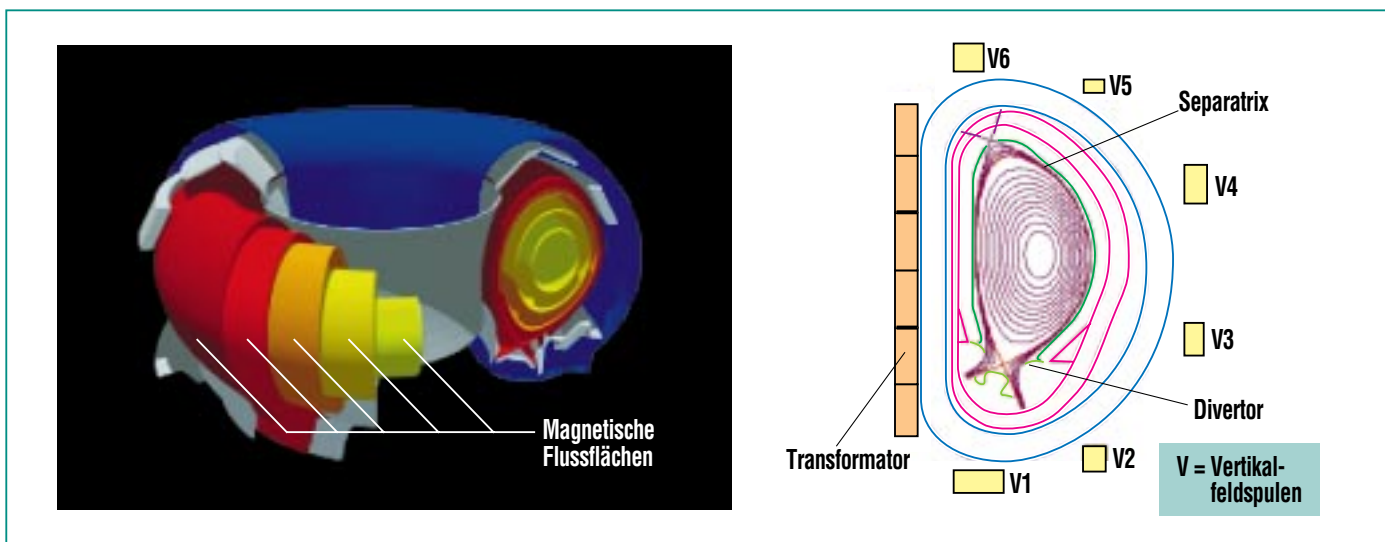 Magnetische
Flussflächen
V6
V5
Separatrix
V4
V3
Divertor
Transformator
V2
V1
V = Vertikal-
feldspulen